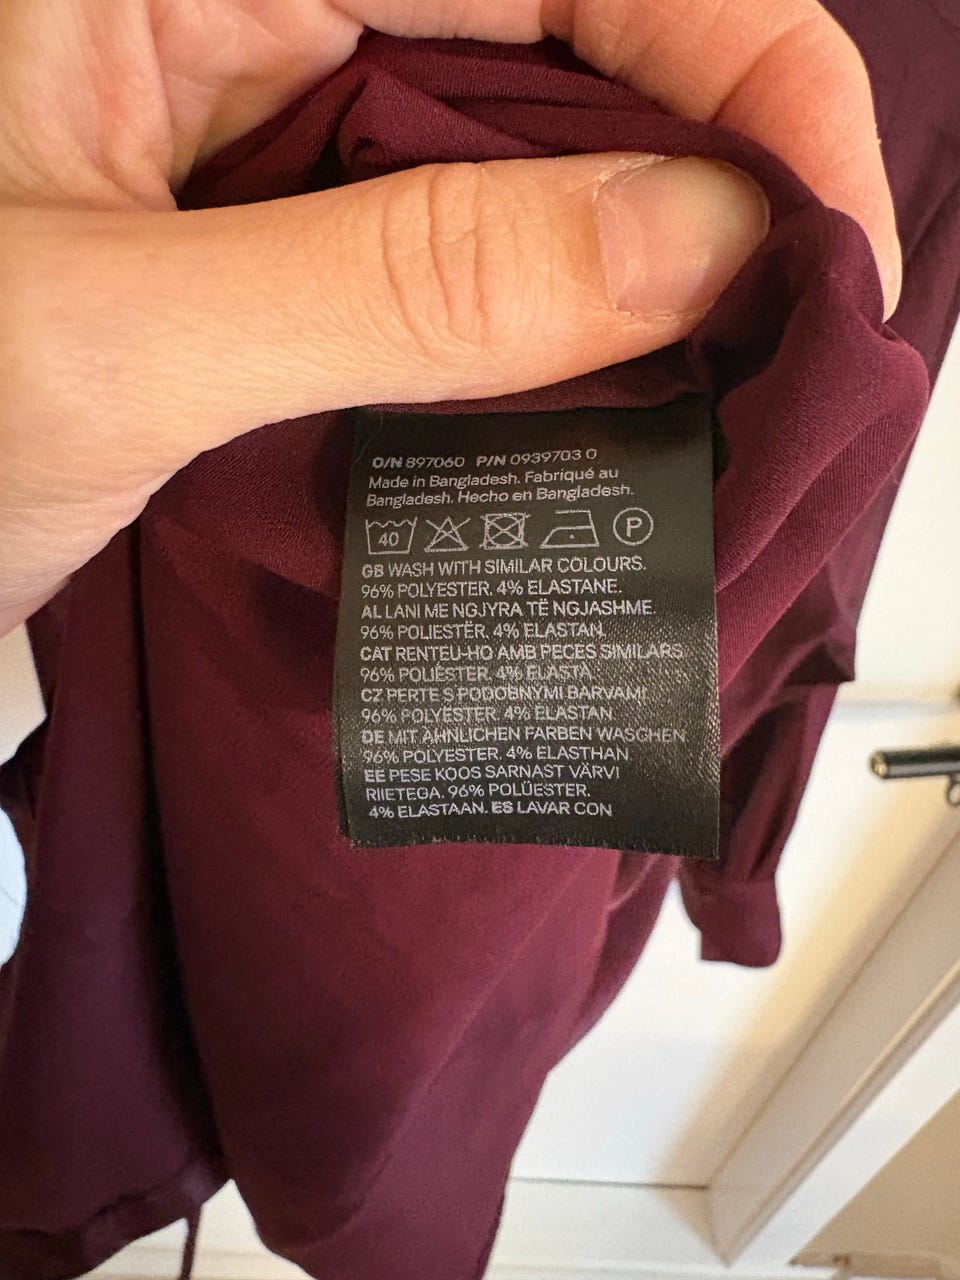 O/N 897060 P/N 0939703 0
Made in Bangladesh. Fabriqué au
Bangladesh. Hecho en Bangladesh.
40 P
GB WASH WITH SIMILAR COLOURS.
96% POLYESTER. 4% ELASTANE.
AL LANI ME NGJYRA TË NGJASHME.
96% POLIESTËR. 4% ELASTAN.
CAT RENTEU-HO AMB PECES SIMILARS.
96% POLIÈSTER. 4% ELASTÀ.
CZ PERTE S PODOBNÝMI BARVAMI.
96% POLYESTER. 4% ELASTAN.
DE MIT ÄHNLICHEN FARBEN WASCHEN.
96% POLYESTER. 4% ELASTHAN.
EE PESE KOOS SARNAST VÄRVI
RIIETEGA. 96% POLÜESTER.
4% ELASTAAN. ES LAVAR CON